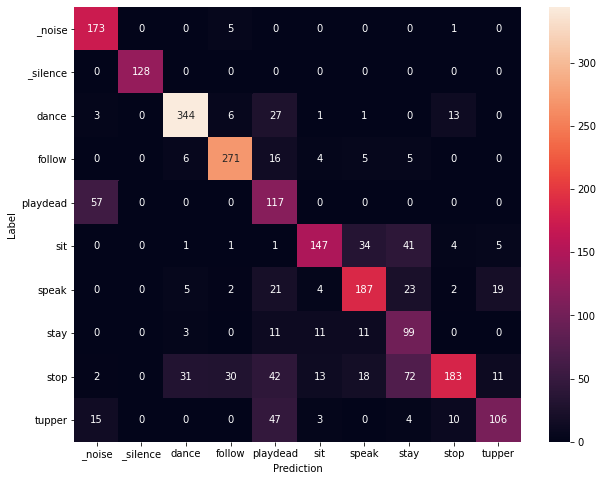 _noise 173 0 0 5 0 0 0 0 1 0
_silence 0 128 0 0 0 0 0 0 0 0
dance 3 0 344 6 27 1 1 0 13 0
follow 0 0 6 271 16 4 5 5 0 0
playdead 57 0 0 0 117 0 0 0 0 0
sit 0 0 1 1 1 147 34 41 4 5
speak 0 0 5 2 21 4 187 23 2 19
stay 0 0 3 0 11 11 11 99 0 0
stop 2 0 31 30 42 13 18 72 183 11
tupper 15 0 0 0 47 3 0 4 10 106
_noise _silence dance follow playdead sit speak stay stop tupper
Prediction
Label
300
250
200
150
100
50
0